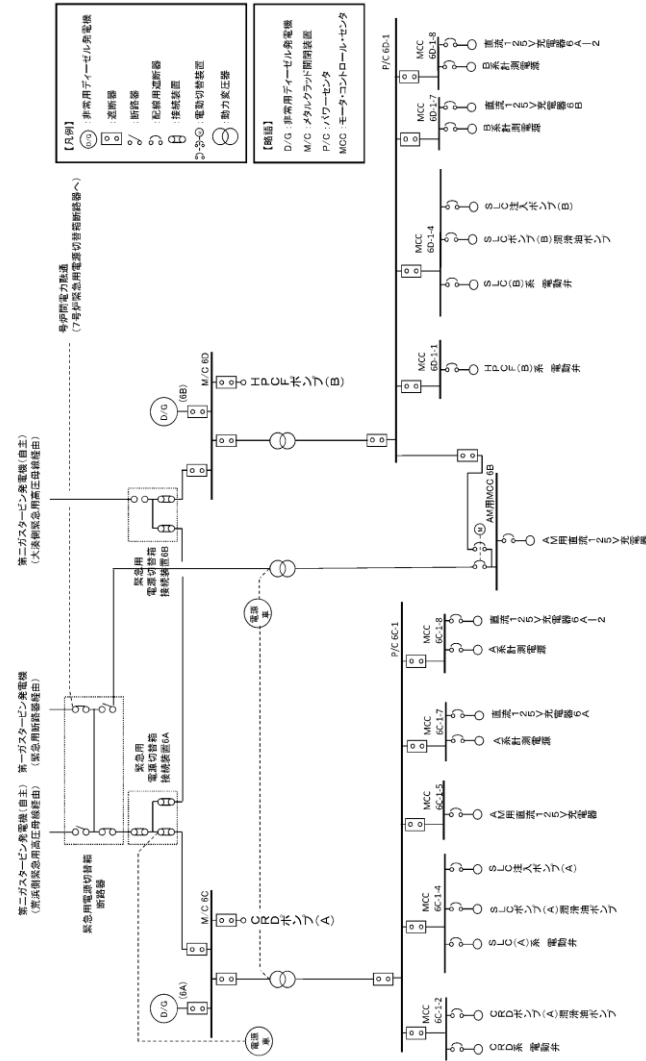 【凡例】
D/G
：非常用ディーゼル発電機
：遮断器
：断路器
：配線用遮断器
：接続装置
：電動切替装置
：動力変圧器
【略語】
D/G：非常用ディーゼル発電機
M/C：メタルクラッド開閉装置
P/C：パワーセンタ
MCC：モータ・コントロール・センタ
号炉間電力融通
（7号炉緊急用電源切替箱断路器へ）
第二ガスタービン発電機（自主）
（大湊側緊急用高圧母線経由）
第一ガスタービン発電機
（緊急用断路器経由）
第二ガスタービン発電機（自主）
（荒浜側緊急用高圧母線経由）
緊急用電源切替箱
断路器
緊急用
電源切替箱
接続装置6A
緊急用
電源切替箱
接続装置6B
D/G
(6A)
M/C 6C
CRDポンプ(A)
電源車
電源車
D/G
(6B)
M/C 6D
HPCFポンプ(B)
M
AM用MCC 6B
AM用直流125V充電器
P/C 6C-1
MCC
6C-1-2
CRD系 電動弁
CRDポンプ(A)潤滑油ポンプ
MCC
6C-1-4
SLC(A)系 電動弁
SLCポンプ(A)潤滑油ポンプ
SLC注入ポンプ(A)
MCC
6C-1-5
AM用直流125V充電器
MCC
6C-1-7
A系計測電源
直流125V充電器6A
MCC
6C-1-8
A系計測電源
直流125V充電器6A－2
P/C 6D-1
MCC
6D-1-1
HPCF(B)系 電動弁
MCC
6D-1-4
SLC(B)系 電動弁
SLCポンプ(B)潤滑油ポンプ
SLC注入ポンプ(B)
MCC
6D-1-7
B系計測電源
直流125V充電器6B
MCC
6D-1-8
B系計測電源
直流125V充電器6A－2